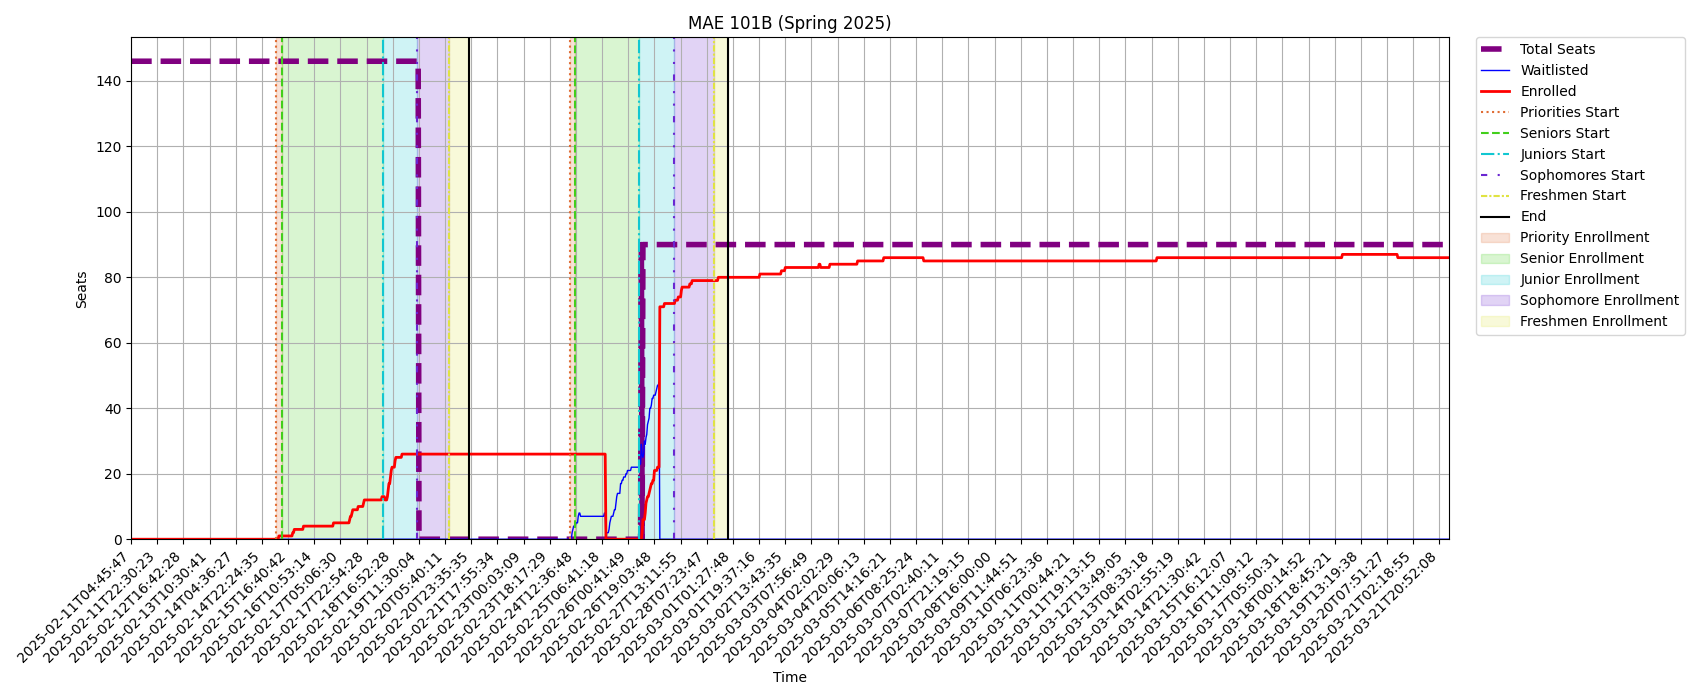 MAE 101B (Spring 2025)
Seats
140
120
100
80
60
40
20
0
2025-02-11T04:45:47
2025-02-11T22:30:23
2025-02-12T16:42:28
2025-02-13T10:30:41
2025-02-14T04:36:27
2025-02-14T22:24:35
2025-02-15T16:40:42
2025-02-16T10:53:14
2025-02-17T05:06:30
2025-02-17T22:54:28
2025-02-18T16:52:28
2025-02-19T11:30:04
2025-02-20T05:40:11
2025-02-20T23:35:35
2025-02-21T17:55:34
2025-02-23T00:03:09
2025-02-23T18:17:29
2025-02-24T12:36:48
2025-02-25T06:41:18
2025-02-26T00:41:49
2025-02-26T19:03:48
2025-02-27T13:11:55
2025-02-28T07:23:47
2025-03-01T01:27:48
2025-03-01T19:37:16
2025-03-02T13:43:35
2025-03-03T07:56:49
2025-03-04T02:02:29
2025-03-04T20:06:13
2025-03-05T14:16:21
2025-03-06T08:25:24
2025-03-07T02:40:11
2025-03-07T21:19:15
2025-03-08T16:00:00
2025-03-09T11:44:51
2025-03-10T06:23:36
2025-03-11T00:44:21
2025-03-11T19:13:15
2025-03-12T13:49:05
2025-03-13T08:33:18
2025-03-14T02:55:19
2025-03-14T21:30:42
2025-03-15T16:12:07
2025-03-16T11:09:12
2025-03-17T05:50:31
2025-03-18T00:14:52
2025-03-18T18:45:21
2025-03-19T13:19:38
2025-03-20T07:51:27
2025-03-21T02:18:55
2025-03-21T20:52:08
Time
Total Seats
Waitlisted
Enrolled
Priorities Start
Seniors Start
Juniors Start
Sophomores Start
Freshmen Start
End
Priority Enrollment
Senior Enrollment
Junior Enrollment
Sophomore Enrollment
Freshmen Enrollment